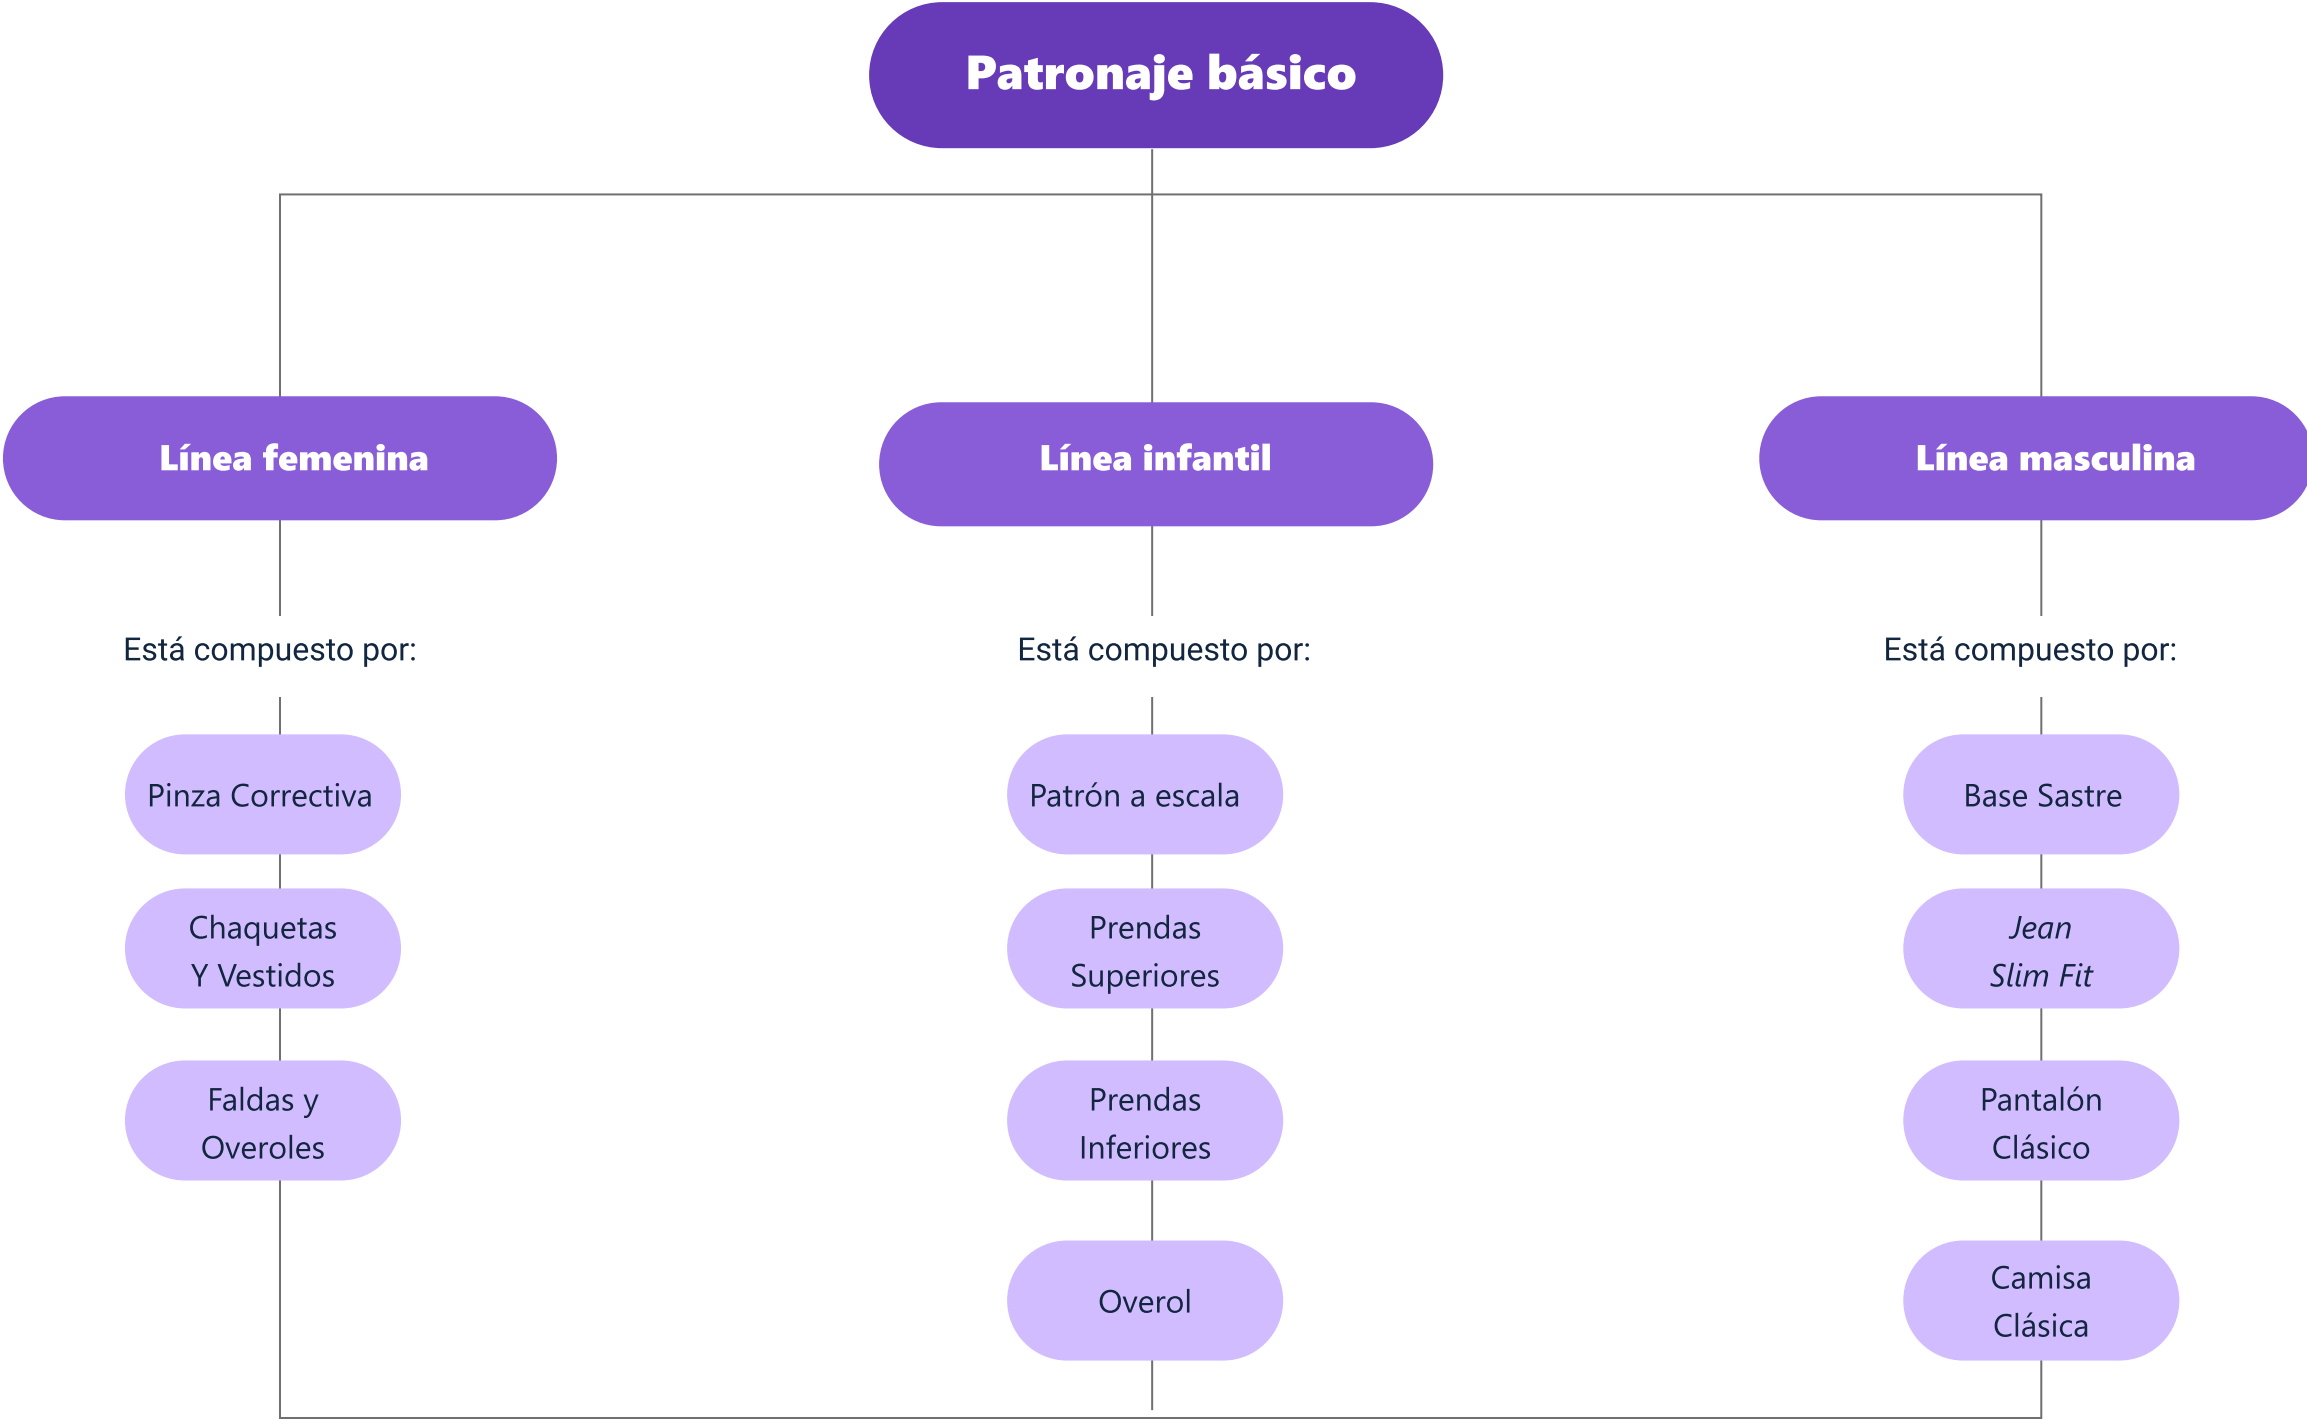 Patronaje básico
Línea femenina
Línea infantil
Línea masculina
Está compuesto por:
Está compuesto por:
Está compuesto por:
Pinza Correctiva
Patrón a escala
Base Sastre
Chaquetas
Y Vestidos
Prendas
Superiores
Jean
Slim Fit
Faldas y
Overoles
Prendas
Inferiores
Pantalón
Clásico
Overol
Camisa
Clásica